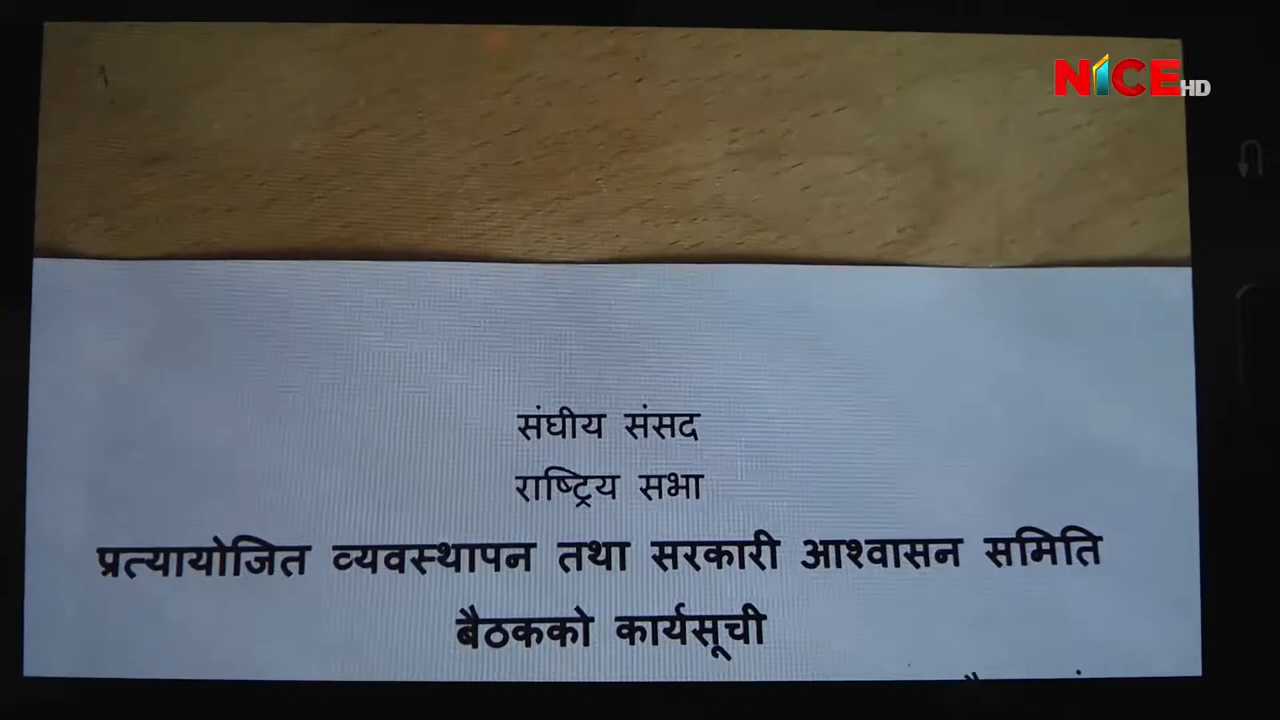 NICE HD
संघीय संसद
राष्ट्रिय सभा
प्रत्यायोजित व्यवस्थापन तथा सरकारी आश्वासन समिति
बैठकको कार्यसूची